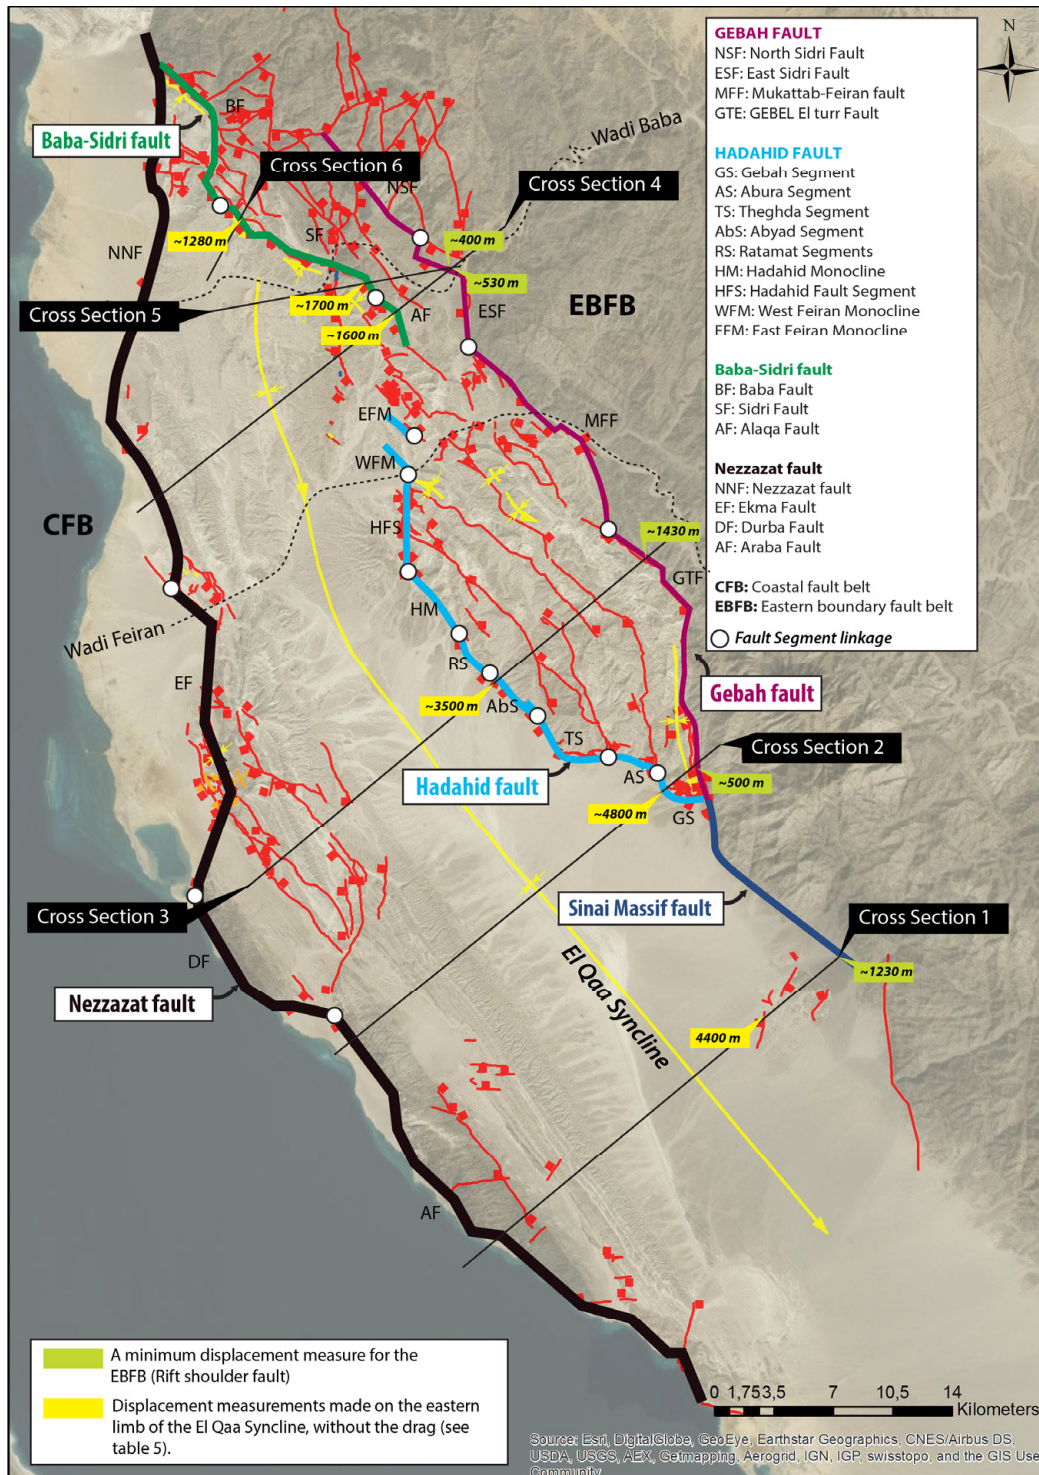 GEBAH FAULT
NSF: North Sidri Fault
ESF: East Sidri Fault
MFF: Mukattab-Feiran fault
GTE: GEBEL El turr Fault
HADAHID FAULT
GS: Gebah Segment
AS: Abura Segment
TS: Theghda Segment
AbS: Abyad Segment
RS: Ratamat Segments
HM: Hadahid Monocline
HFS: Hadahid Fault Segment
WFM: West Feiran Monocline
EFM: East Feiran Monocline
Baba-Sidri fault
BF: Baba Fault
SF: Sidri Fault
AF: Alaqa Fault
Nezzazat fault
NNF: Nezzazat fault
EF: Ekma Fault
DF: Durba Fault
AF: Araba Fault
CFB: Coastal fault belt
EBFB: Eastern boundary fault belt
Fault Segment linkage
N
BF
Baba-Sidri fault
Wadi Baba
Cross Section 6
NSF
Cross Section 4
~1280 m
SF
~400 m
NNF
~530 m
EBFB
~1700 m
Cross Section 5
AF
ESF
~1600 m
EFM
MFF
WFM
CFB
HFS
~1430 m
GTF
HM
Wadi Feiran
RS
EF
Gebah fault
~3500 m
AbS
TS
Cross Section 2
AS
Hadahid fault
~500 m
~4800 m
GS
Cross Section 3
Sinai Massif fault
Cross Section 1
DF
~1230 m
Nezzazat fault
El Qaa Syncline
4400 m
AF
A minimum displacement measure for the
EBFB (Rift shoulder fault)
Displacement measurements made on the eastern
limb of the El Qaa Syncline, without the drag (see
table 5).
0 1,75 3,5 7 10,5 14
Kilometers
Source: Esri, DigitalGlobe, GeoEye, Earthstar Geographics, CNES/Airbus DS,
USDA, USGS, AEX, Getmapping, Aerogrid, IGN, IGP, swisstopo, and the GIS Use
Community